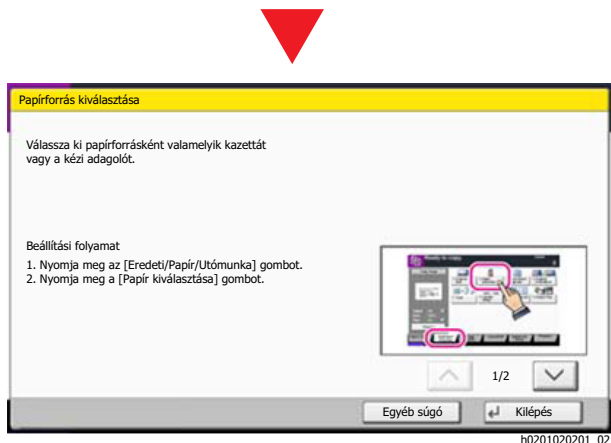 Papírforrás kiválasztása
Válassza ki papírforrásként valamelyik kazettát
vagy a kézi adagolót.
Beállítási folyamat
1. Nyomja meg az [Eredeti/Papír/Utómunka] gombot.
2. Nyomja meg a [Papír kiválasztása] gombot.
1/2
Egyéb súgó
Kilépés
h0201020201_02